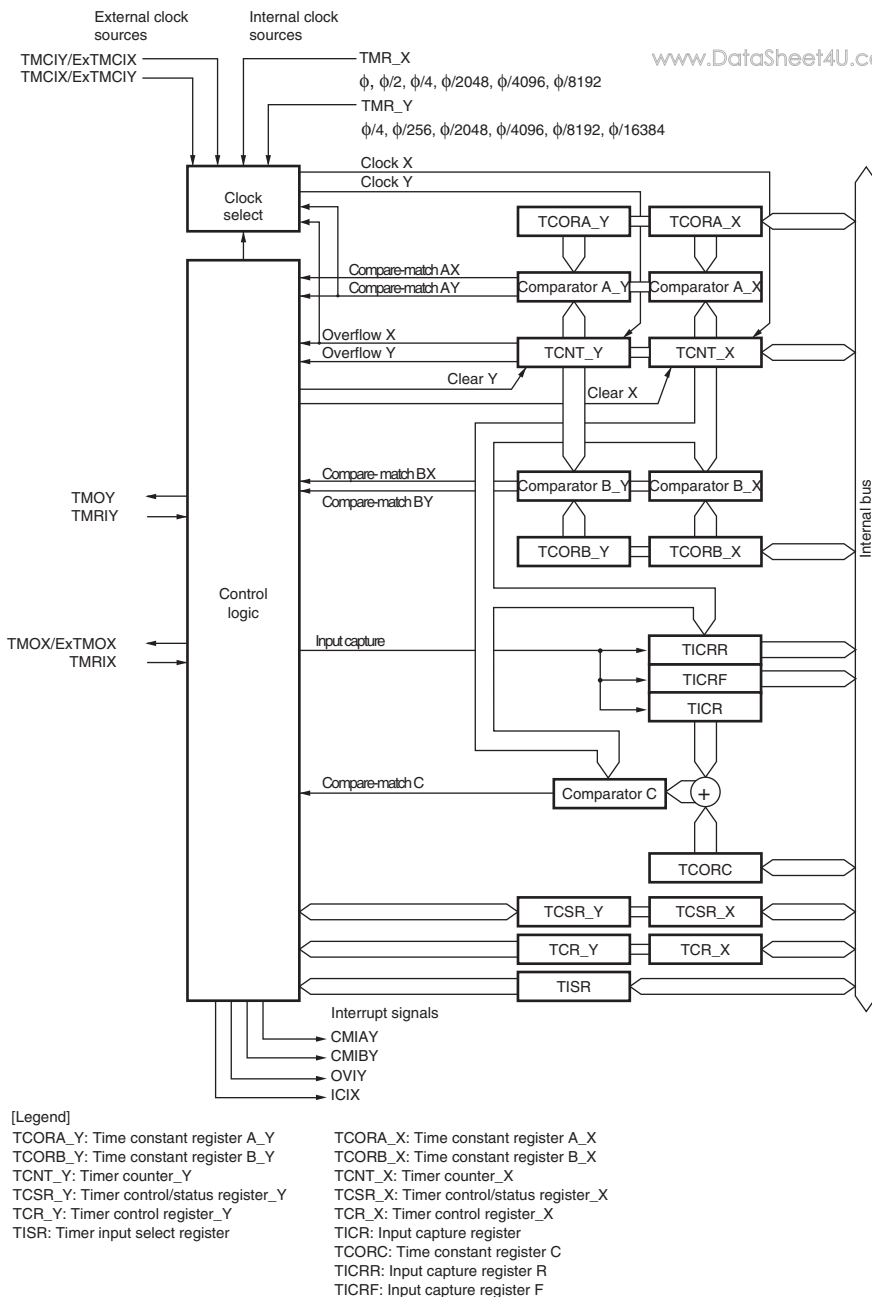 External clock
sources
Internal clock
sources
TMCIY/ExTMCIX
TMCIX/ExTMCIY
TMR_X
www.DataSheet4U.co
ϕ, ϕ/2, ϕ/4, ϕ/2048, ϕ/4096, ϕ/8192
TMR_Y
ϕ/4, ϕ/256, ϕ/2048, ϕ/4096, ϕ/8192, ϕ/16384
Clock X
Clock Y
Clock
select
TCORA_Y
TCORA_X
Compare-match AX
Compare-match AY
Comparator A_Y
Comparator A_X
Overflow X
Overflow Y
TCNT_Y
TCNT_X
Clear Y
Clear X
Compare- match BX
Compare-match BY
Comparator B_Y
Comparator B_X
TMOY
TMRIY
TCORB_Y
TCORB_X
Internal bus
Control
logic
TMOX/ExTMOX
TMRIX
Input capture
TICRR
TICRF
TICR
Compare-match C
Comparator C
+
TCORC
TCSR_Y
TCSR_X
TCR_Y
TCR_X
TISR
Interrupt signals
CMIAY
CMIBY
OVIY
ICIX
[Legend]
TCORA_Y: Time constant register A_Y
TCORB_Y: Time constant register B_Y
TCNT_Y: Timer counter_Y
TCSR_Y: Timer control/status register_Y
TCR_Y: Timer control register_Y
TISR: Timer input select register
TCORA_X: Time constant register A_X
TCORB_X: Time constant register B_X
TCNT_X: Timer counter_X
TCSR_X: Timer control/status register_X
TCR_X: Timer control register_X
TICR: Input capture register
TCORC: Time constant register C
TICRR: Input capture register R
TICRF: Input capture register F